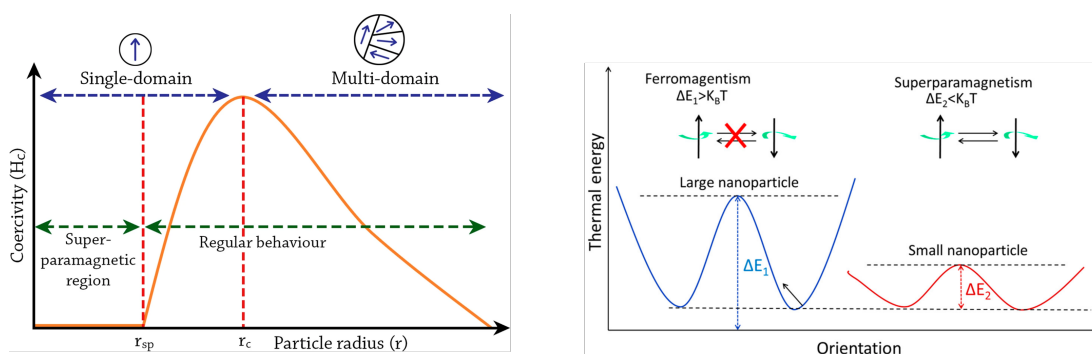 Single-domain
Multi-domain
Coercivity (Hc)
Super-
paramagnetic
region
Regular behaviour
rsp
rc
Particle radius (r)
Thermal energy
Ferromagentism
ΔE1>KBT
Superparamagnetism
ΔE2<KBT
Large nanoparticle
ΔE1
Small nanoparticle
ΔE2
Orientation